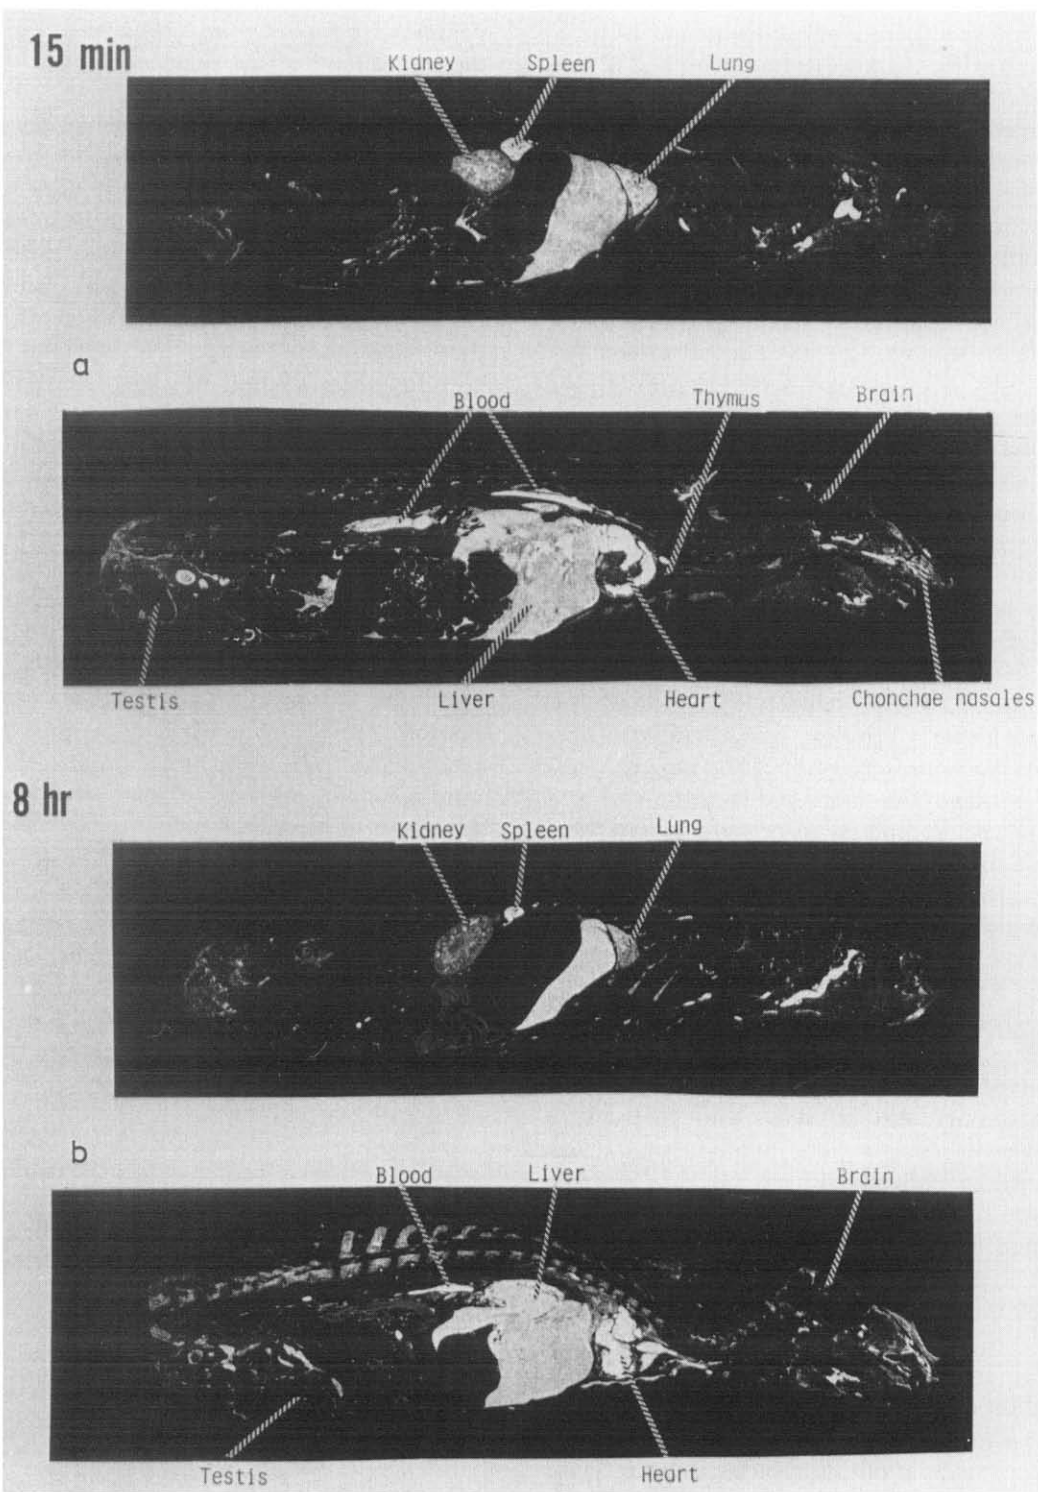 15 min
Kidney Spleen Lung
a
Blood Thymus Brain
Testis Liver Heart Chonchae nasales
8 hr
Kidney Spleen Lung
b
Blood Liver Brain
Testis Heart